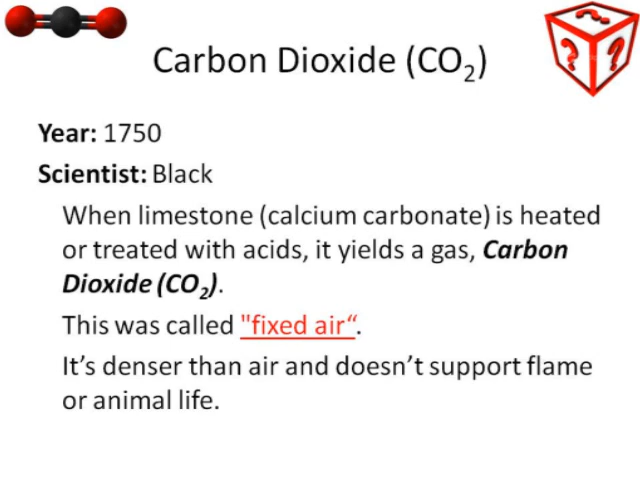 Carbon Dioxide (CO₂)
Year: 1750
Scientist: Black
When limestone (calcium carbonate) is heated
or treated with acids, it yields a gas, Carbon
Dioxide (CO₂).
This was called "fixed air“.
It’s denser than air and doesn’t support flame
or animal life.